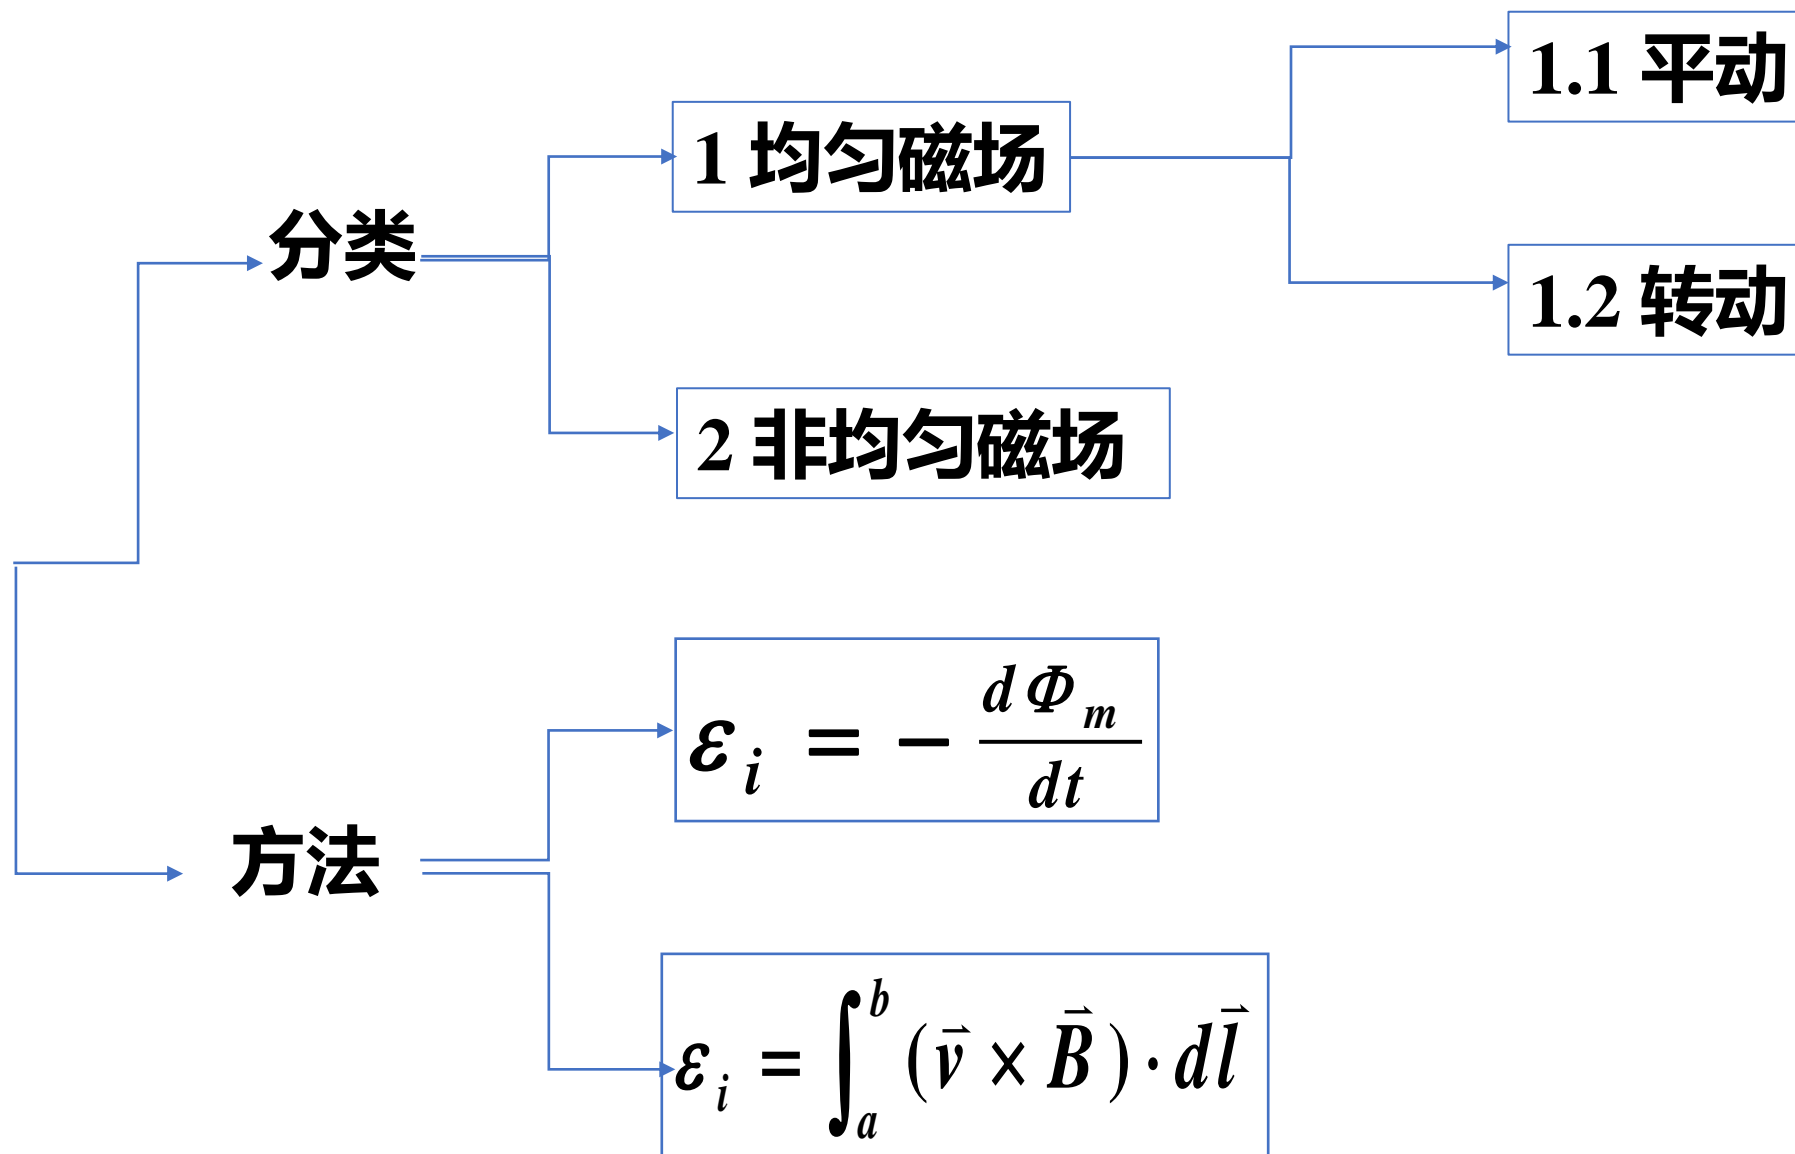 分类
1 均匀磁场
1.1 平动
1.2 转动
2 非均匀磁场
方法
ε_i = - dΦ_m / dt
ε_i = ∫_a^b (v⃗ × B⃗) · dl⃗